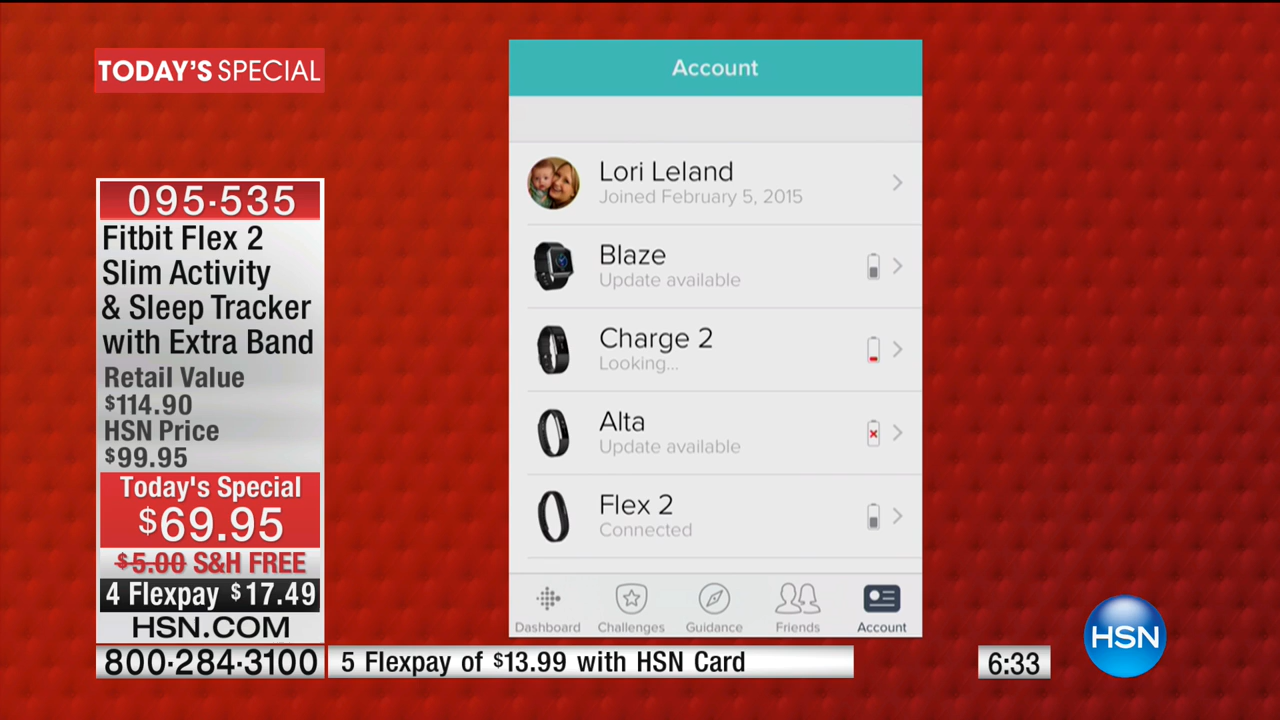 TODAY'S SPECIAL
095-535
Fitbit Flex 2
Slim Activity
& Sleep Tracker
with Extra Band
Retail Value
$114.90
HSN Price
$99.95
Today's Special
$69.95
$5.00 S&H FREE
4 Flexpay $17.49
HSN.COM
800-284-3100
5 Flexpay of $13.99 with HSN Card
6:33
HSN
Account
Lori Leland
Joined February 5, 2015
Blaze
Update available
Charge 2
Looking...
Alta
Update available
Flex 2
Connected
Dashboard Challenges Guidance Friends Account